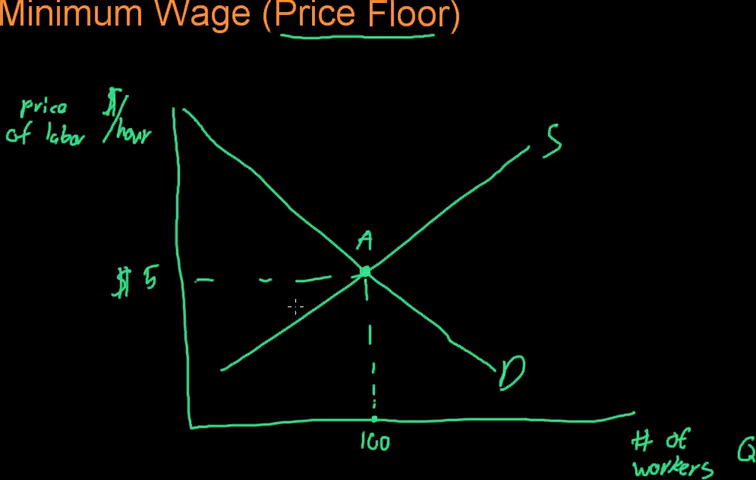 Minimum Wage (Price Floor)
price $/
of labor /hour
S
A
$5
D
100
# of
workers Q